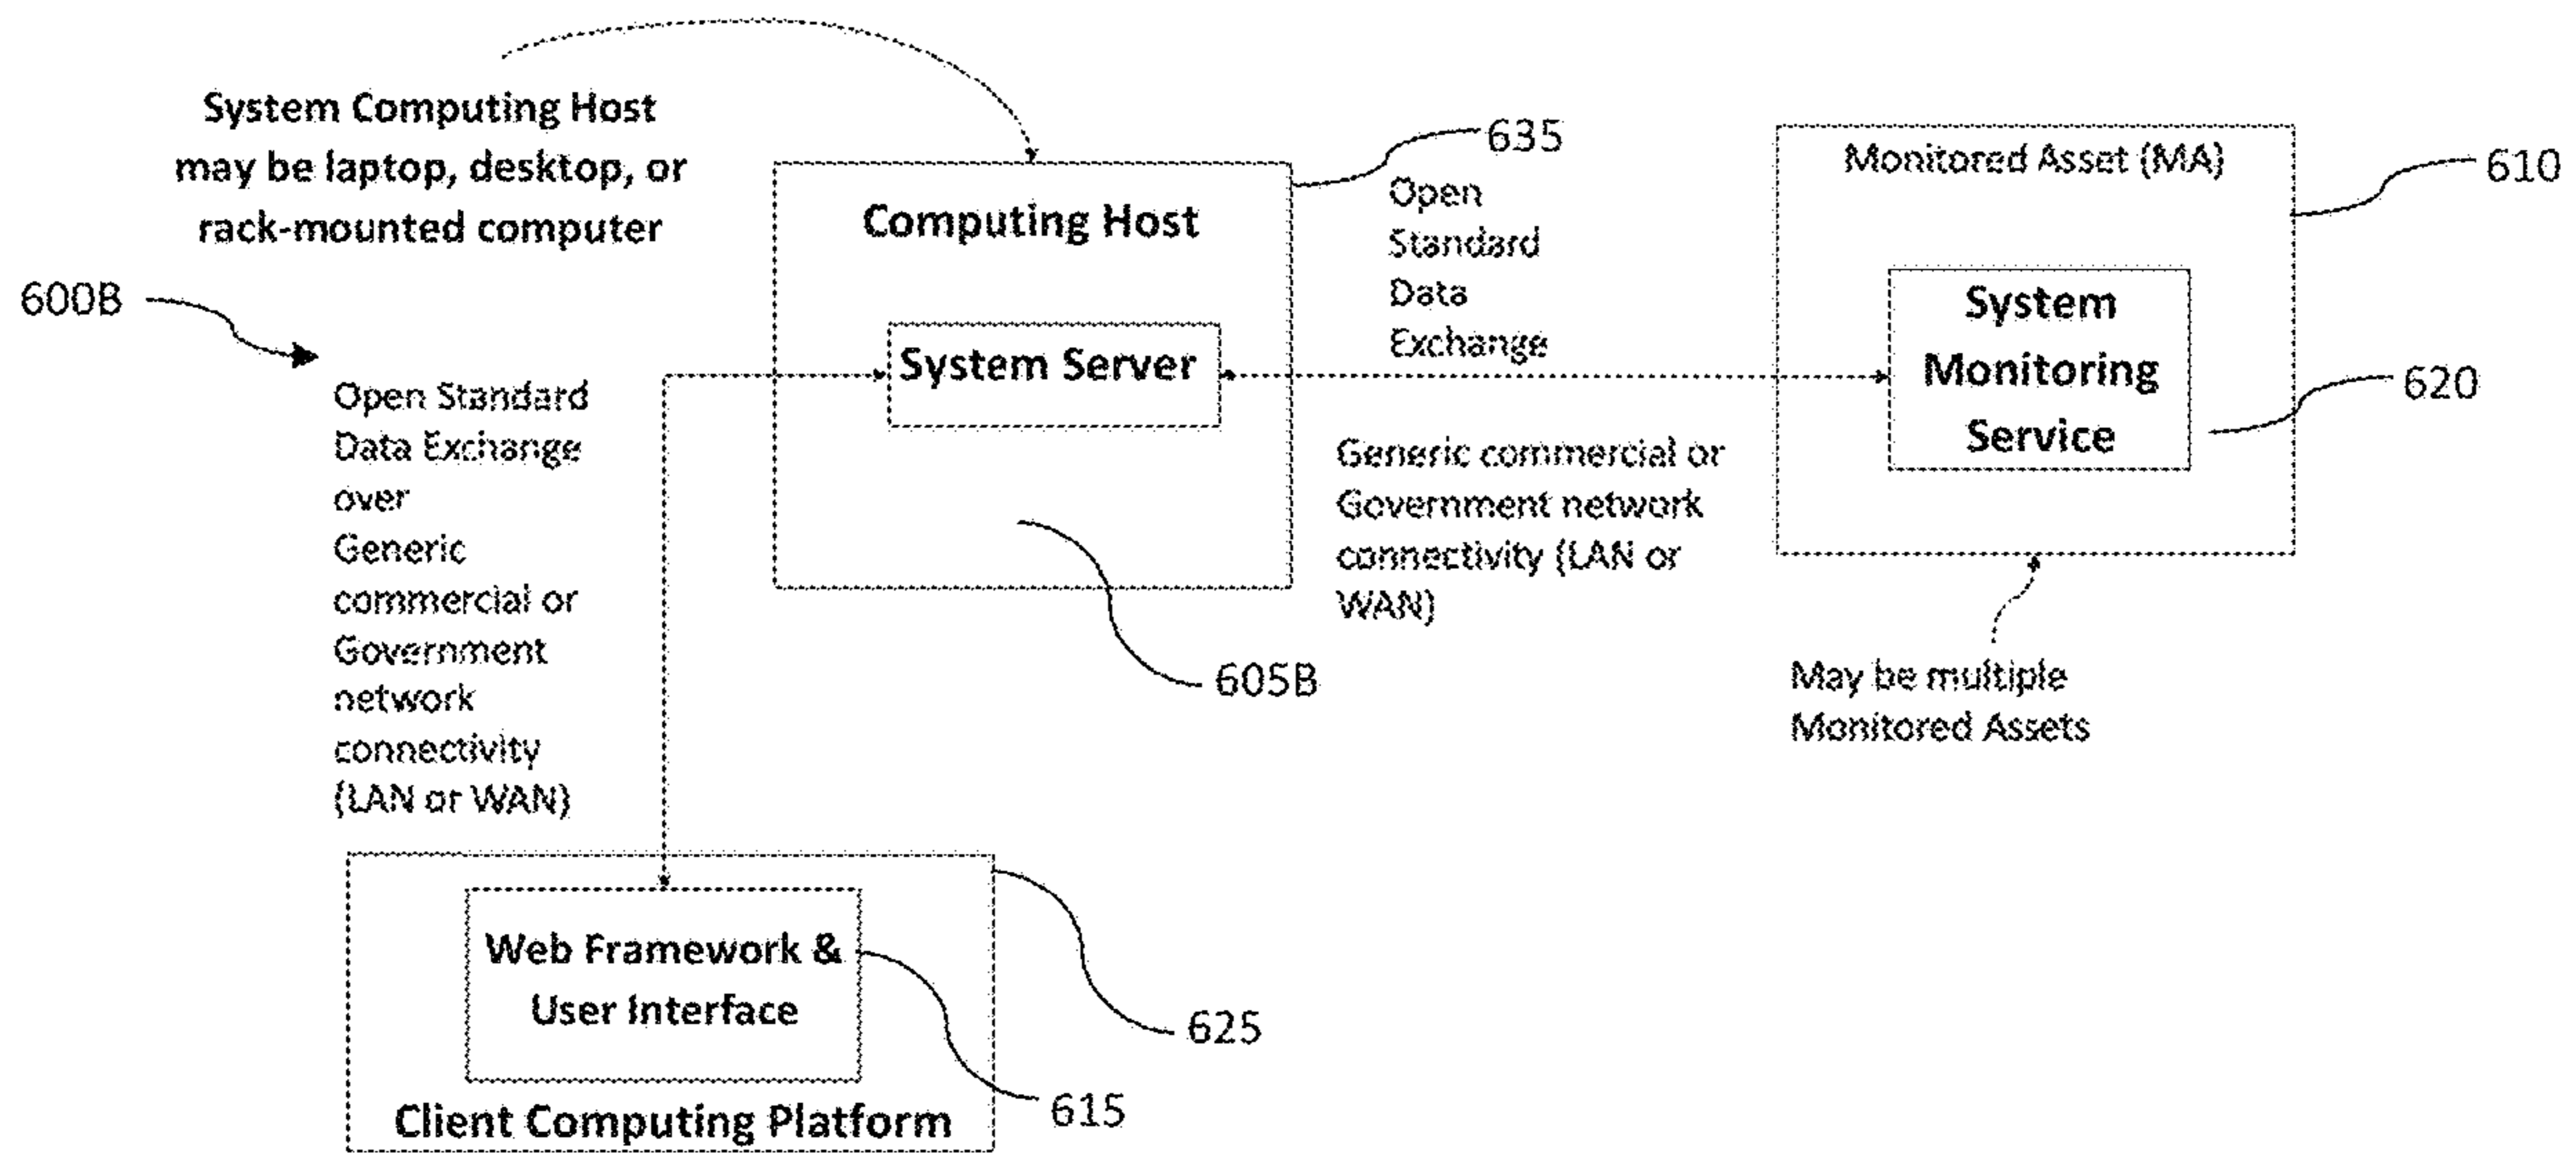 System Computing Host
may be laptop, desktop, or
rack-mounted computer
600B
635
Computing Host
System Server
605B
Open
Standard
Data
Exchange
Generic commercial or
Government network
connectivity (LAN or
WAN)
Monitored Asset (MA)
610
System
Monitoring
Service
620
May be multiple
Monitored Assets
Open Standard
Data Exchange
over
Generic
commercial or
Government
network
connectivity
(LAN or WAN)
Web Framework &
User Interface
Client Computing Platform
625
615